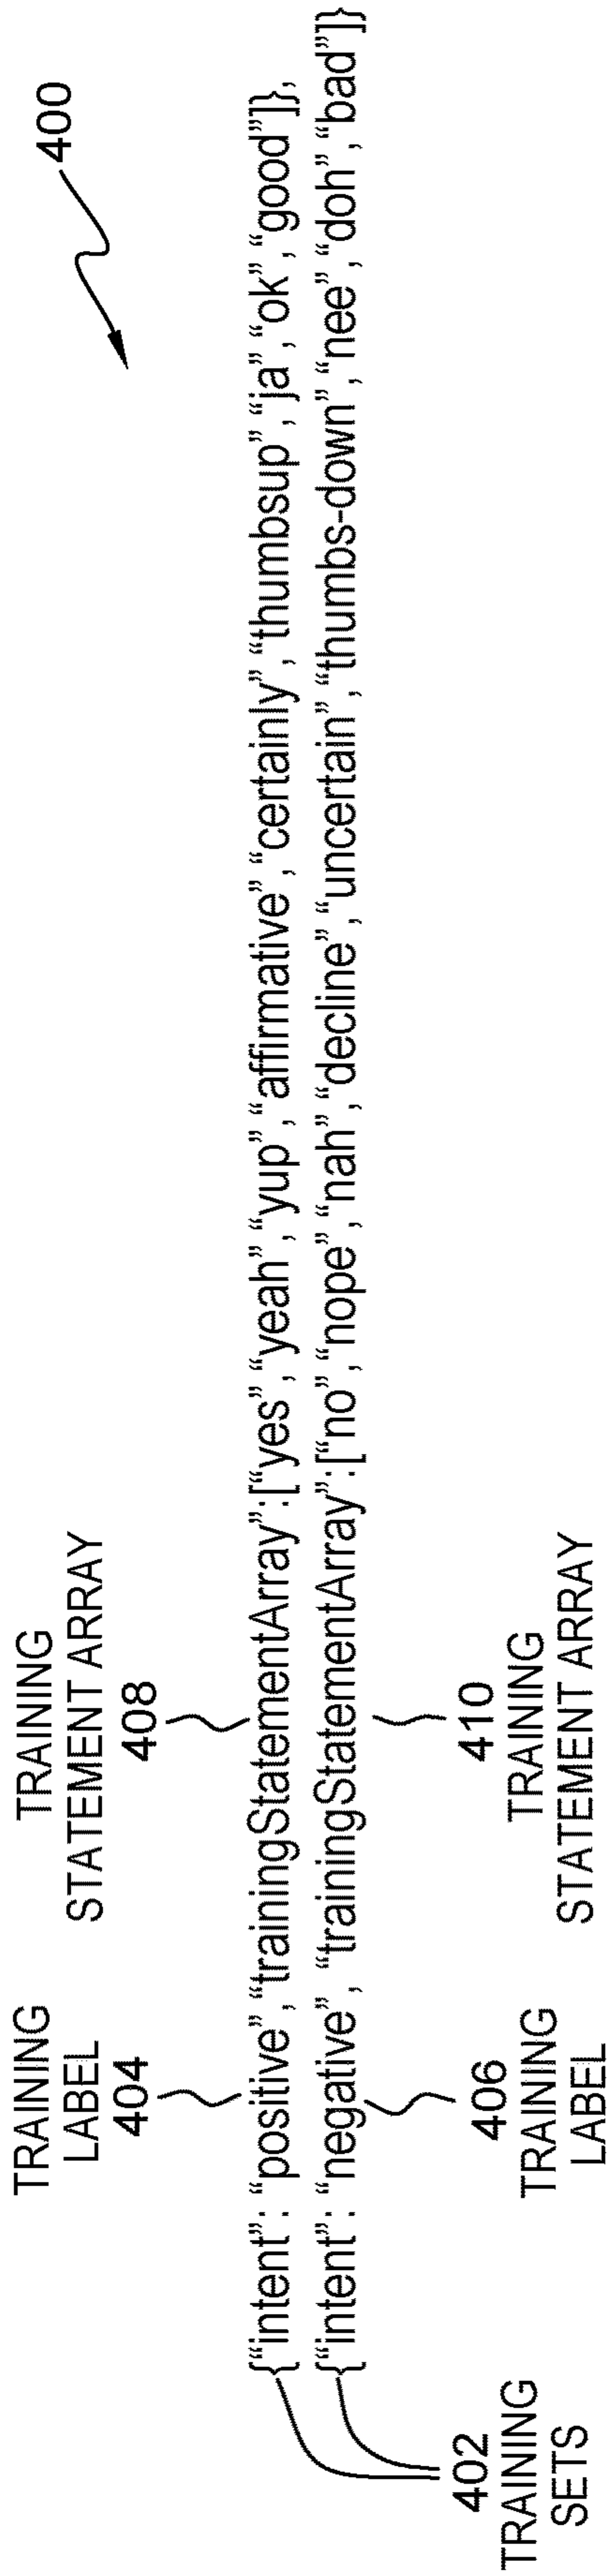 400
TRAINING
STATEMENT ARRAY
408
TRAINING
LABEL
404
{“intent”: “positive”,“trainingStatementArray”:[“yes”,“yeah”,“yup”,“affirmative”,“certainly”,“thumbsup”,“ja”,“ok”,“good”]},
{“intent”: “negative”, “trainingStatementArray”:[“no”,“nope”,“nah”,“decline”,“uncertain”,“thumbs-down”,“nee”,“doh”,“bad”]}
402
TRAINING
SETS
406
TRAINING
LABEL
410
TRAINING
STATEMENT ARRAY